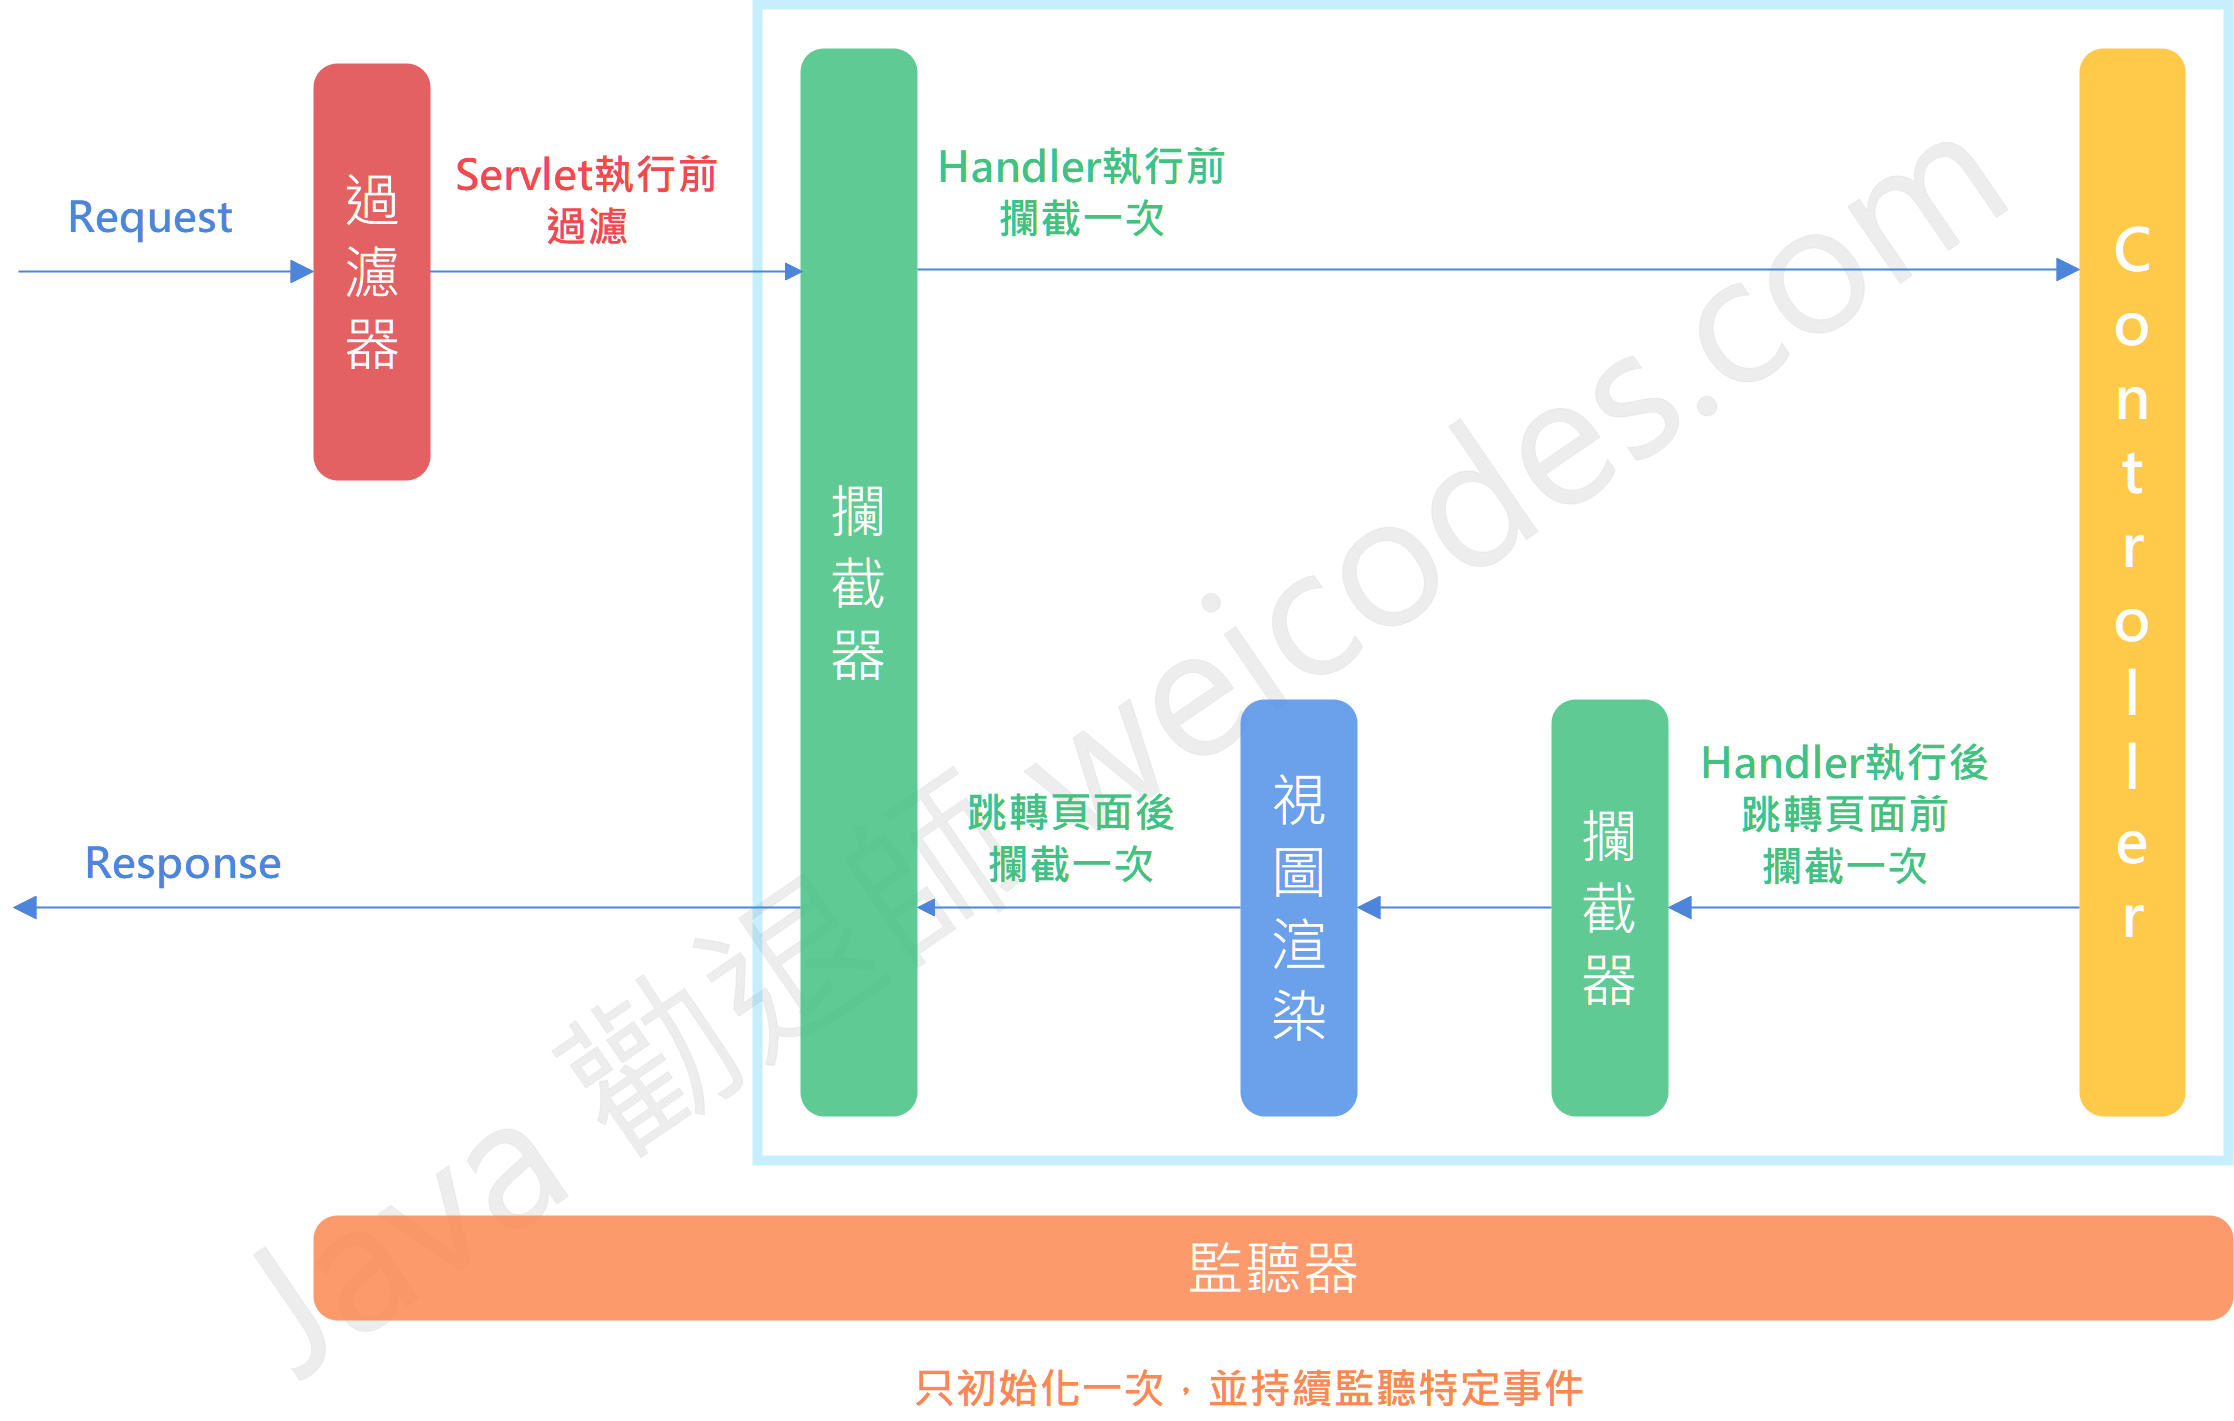 Request
過濾器
Servlet執行前
過濾
攔截器
Handler執行前
攔截一次
Controller
Handler執行後
跳轉頁面前
攔截一次
攔截器
視圖渲染
跳轉頁面後
攔截一次
Response
監聽器
只初始化一次，並持續監聽特定事件
Java 勸退師 weicodes.com